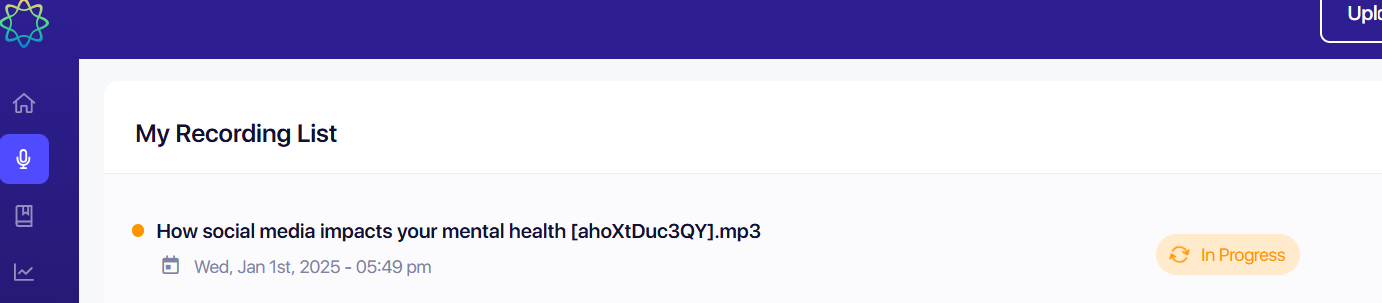 Uplo
My Recording List
How social media impacts your mental health [ahoXtDuc3QY].mp3
Wed, Jan 1st, 2025 - 05:49 pm
In Progress